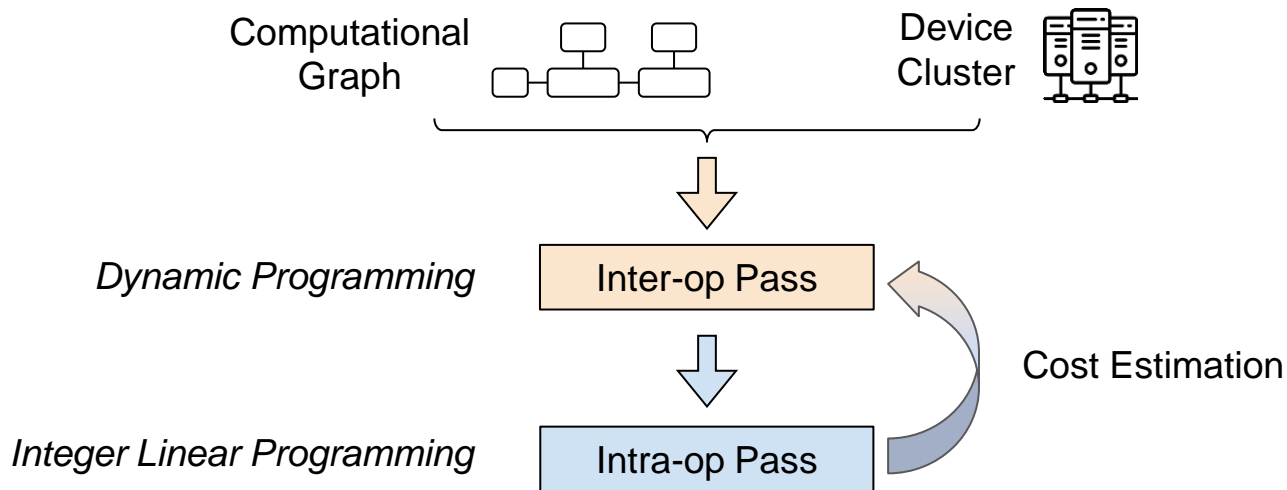 Computational
Graph
Device
Cluster
Dynamic Programming
Inter-op Pass
Cost Estimation
Integer Linear Programming
Intra-op Pass